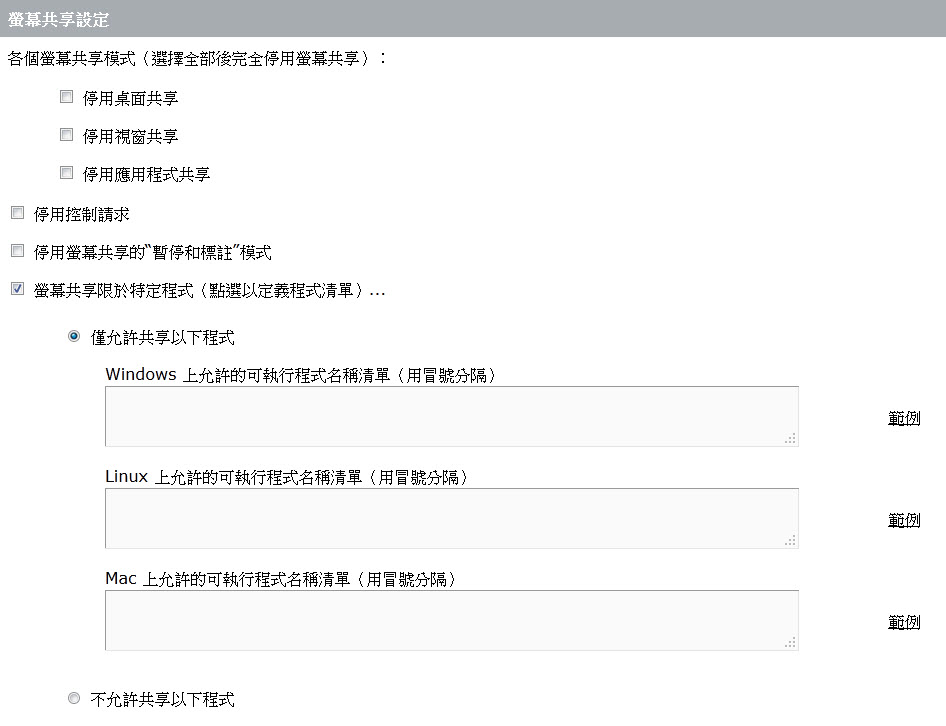 螢幕共享設定
各個螢幕共享模式（選擇全部後完全停用螢幕共享）：
停用桌面共享
停用視窗共享
停用應用程式共享
停用控制請求
停用螢幕共享的“暫停和標註”模式
螢幕共享限於特定程式（點選以定義程式清單）...
僅允許共享以下程式
Windows 上允許的可執行程式名稱清單（用冒號分隔）
範例
Linux 上允許的可執行程式名稱清單（用冒號分隔）
範例
Mac 上允許的可執行程式名稱清單（用冒號分隔）
範例
不允許共享以下程式